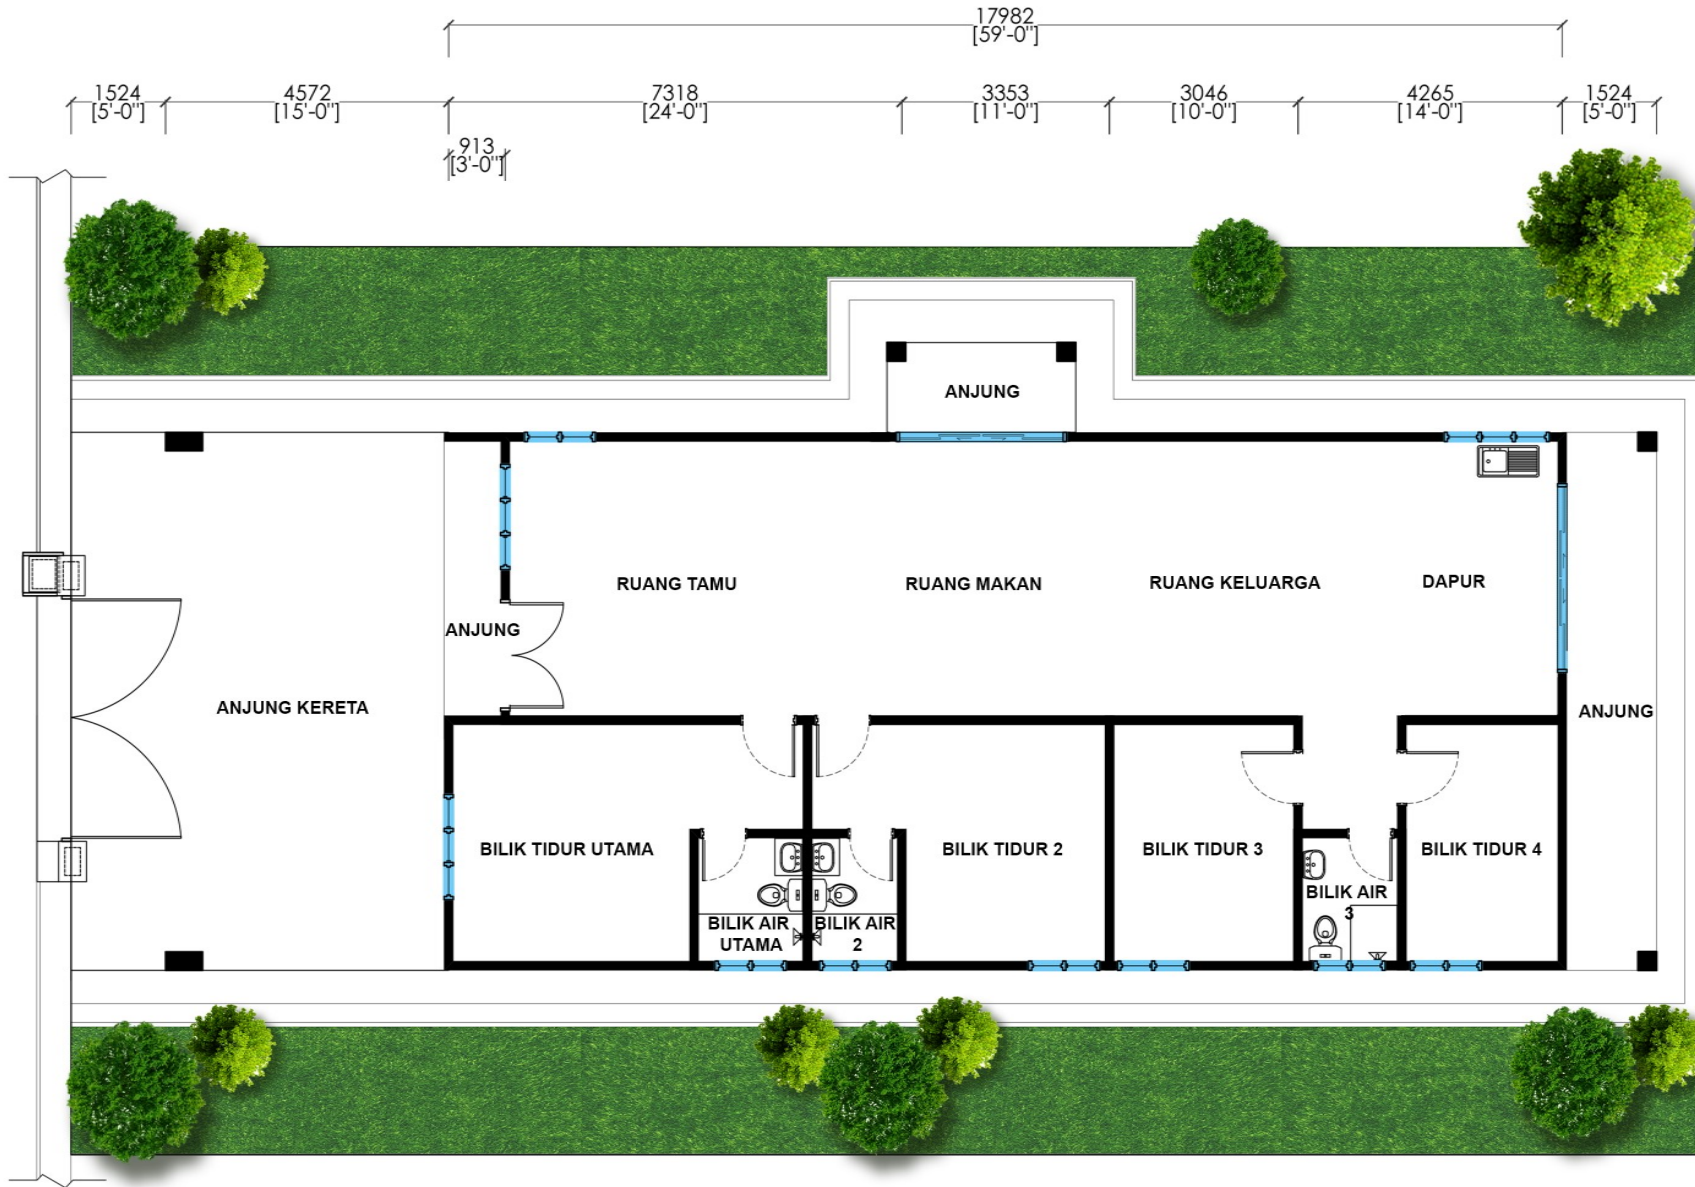 17982
[59'-0"]
1524
[5'-0"]
4572
[15'-0"]
7318
[24'-0"]
3353
[11'-0"]
3046
[10'-0"]
4265
[14'-0"]
1524
[5'-0"]
913
[3'-0"]
ANJUNG
RUANG TAMU
RUANG MAKAN
RUANG KELUARGA
DAPUR
ANJUNG
ANJUNG KERETA
ANJUNG
BILIK TIDUR UTAMA
BILIK TIDUR 2
BILIK TIDUR 3
BILIK TIDUR 4
BILIK AIR
UTAMA
BILIK AIR
2
BILIK AIR
3